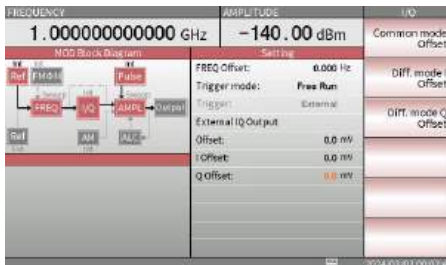 FREQUENCY
AMPLITUDE
I/Q
1.000000000000 GHz
-140.00 dBm
Common mode
Offset
MOD Block Diagram
Setting
Diff. mode I
Offset
Diff. mode Q
Offset
Ref
Pulse
FREQ
I/Q
AMPL
Output
Ref
AM
ALC
FREQ Offset: 0.000 Hz
Trigger mode: Free Run
Trigger: External
External IQ Output
Offset: 0.0 mV
I Offset: 0.0 mV
Q Offset: 0.0 mV